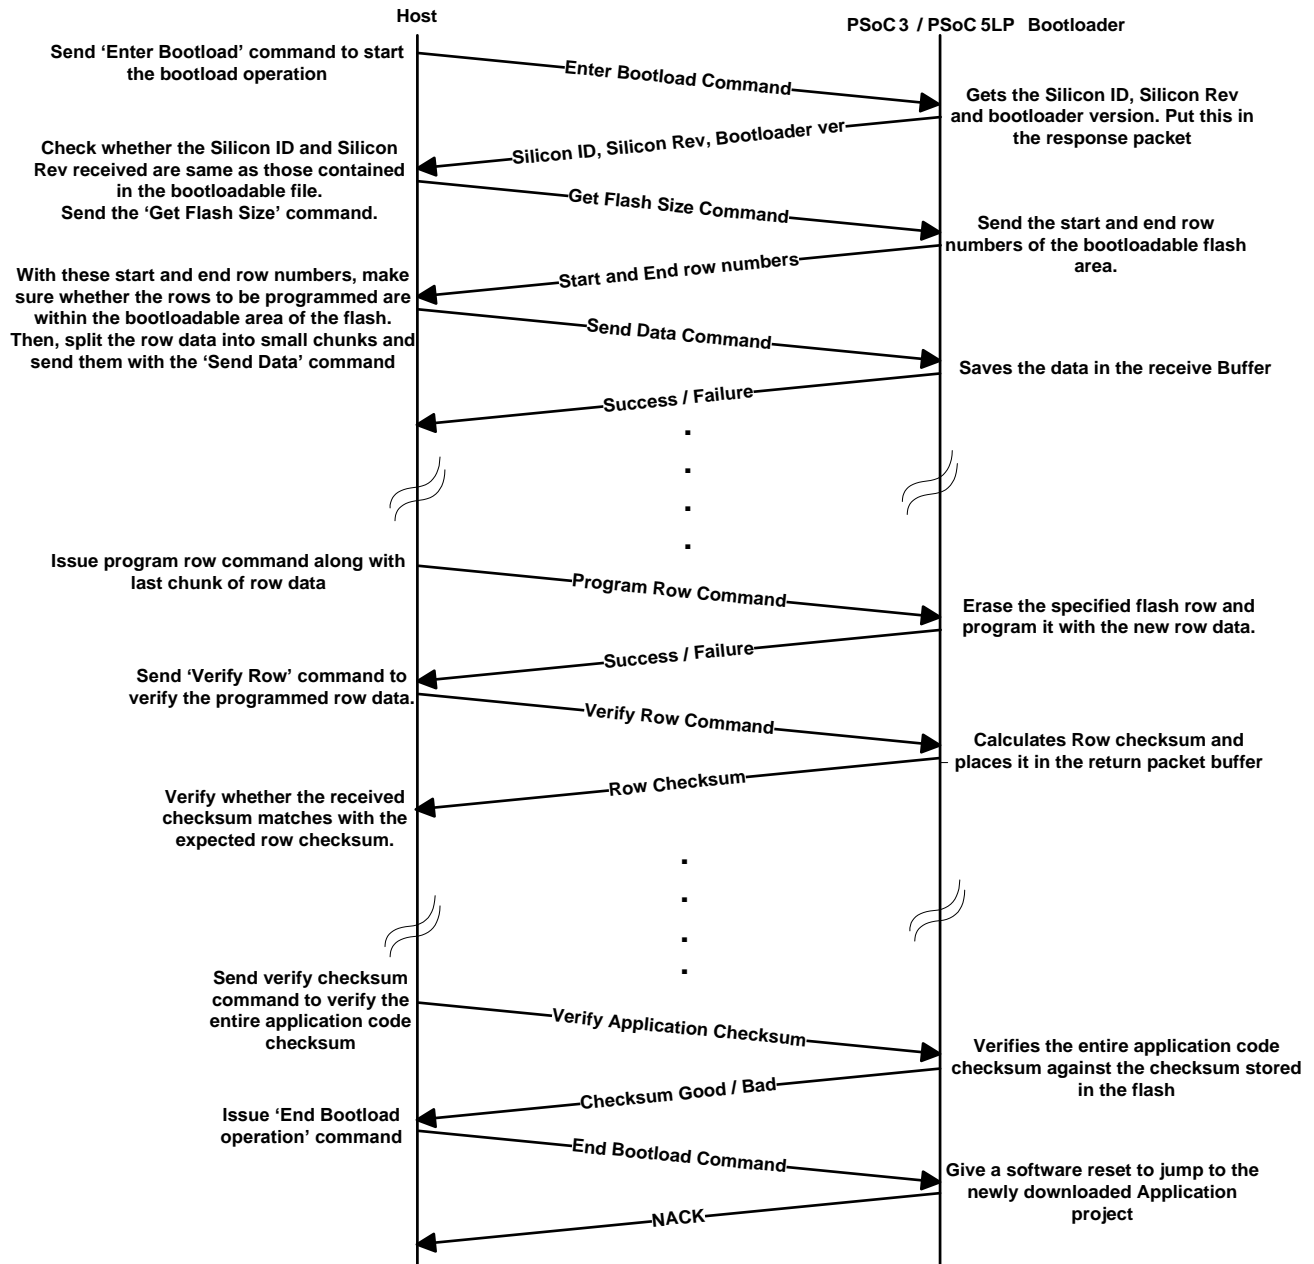 Host
PSoC 3 / PSoC 5LP Bootloader
Send ‘Enter Bootload’ command to start
the bootload operation
Enter Bootload Command
Gets the Silicon ID, Silicon Rev
and bootloader version. Put this in
the response packet
Silicon ID, Silicon Rev, Bootloader ver
Check whether the Silicon ID and Silicon
Rev received are same as those contained
in the bootloadable file.
Send the ‘Get Flash Size’ command.
Get Flash Size Command
Send the start and end row
numbers of the bootloadable flash
area.
Start and End row numbers
With these start and end row numbers, make
sure whether the rows to be programmed are
within the bootloadable area of the flash.
Then, split the row data into small chunks and
send them with the ‘Send Data’ command
Send Data Command
Saves the data in the receive Buffer
Success / Failure
Issue program row command along with
last chunk of row data
Program Row Command
Erase the specified flash row and
program it with the new row data.
Success / Failure
Send ‘Verify Row’ command to
verify the programmed row data.
Verify Row Command
Calculates Row checksum and
places it in the return packet buffer
Row Checksum
Verify whether the received
checksum matches with the
expected row checksum.
Send verify checksum
command to verify the
entire application code
checksum
Verify Application Checksum
Verifies the entire application code
checksum against the checksum stored
in the flash
Checksum Good / Bad
Issue ‘End Bootload
operation’ command
End Bootload Command
Give a software reset to jump to the
newly downloaded Application
project
NACK